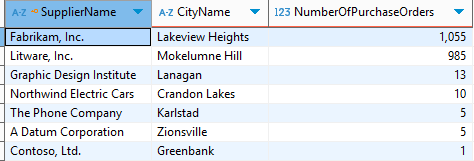 A-Z SupplierName A-Z CityName 123 NumberOfPurchaseOrders
Fabrikam, Inc. Lakeview Heights 1,055
Litware, Inc. Mokelumne Hill 985
Graphic Design Institute Lanagan 13
Northwind Electric Cars Crandon Lakes 10
The Phone Company Karlstad 5
A Datum Corporation Zionsville 5
Contoso, Ltd. Greenbank 1